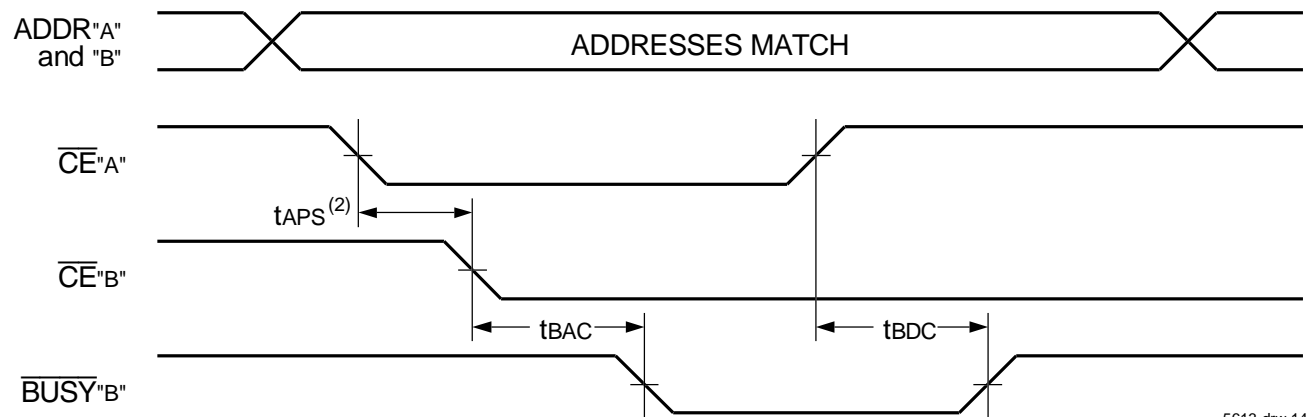 ADDR"A"
and "B"
ADDRESSES MATCH
CE"A"
tAPS(2)
CE"B"
tBAC
tBDC
BUSY"B"